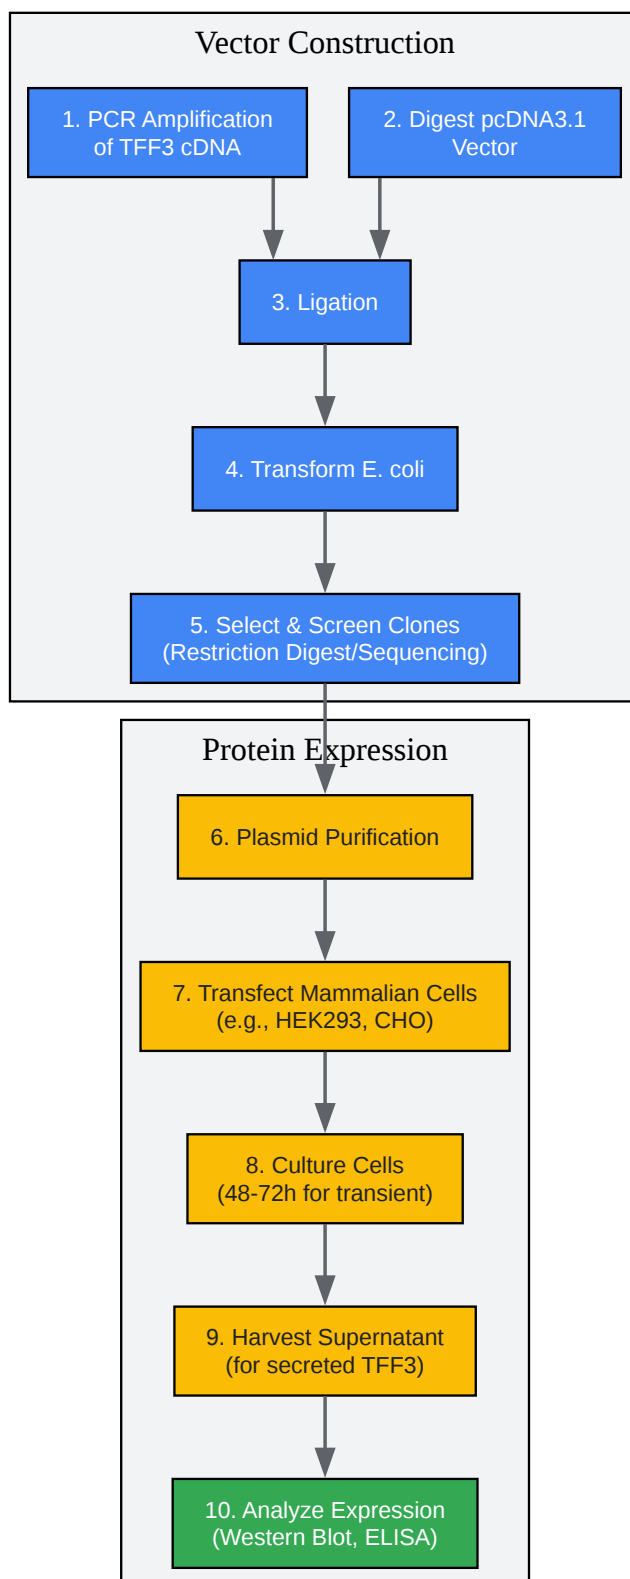 Vector Construction
1. PCR Amplification
of TFF3 cDNA
2. Digest pcDNA3.1
Vector
3. Ligation
4. Transform E. coli
5. Select & Screen Clones
(Restriction Digest/Sequencing)
Protein Expression
6. Plasmid Purification
7. Transfect Mammalian Cells
(e.g., HEK293, CHO)
8. Culture Cells
(48-72h for transient)
9. Harvest Supernatant
(for secreted TFF3)
10. Analyze Expression
(Western Blot, ELISA)